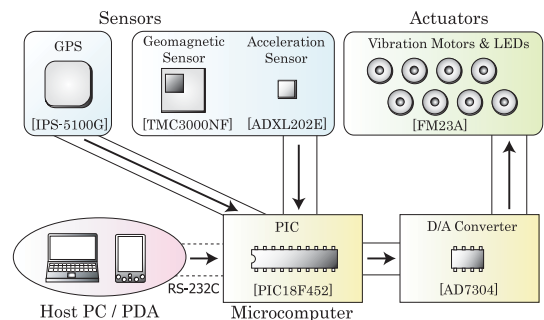 Sensors
Actuators
GPS
[IPS-5100G]
Geomagnetic
Sensor
[TMC3000NF]
Acceleration
Sensor
[ADXL202E]
Vibration Motors & LEDs
[FM23A]
PIC
[PIC18F452]
D/A Converter
[AD7304]
RS-232C
Host PC / PDA
Microcomputer